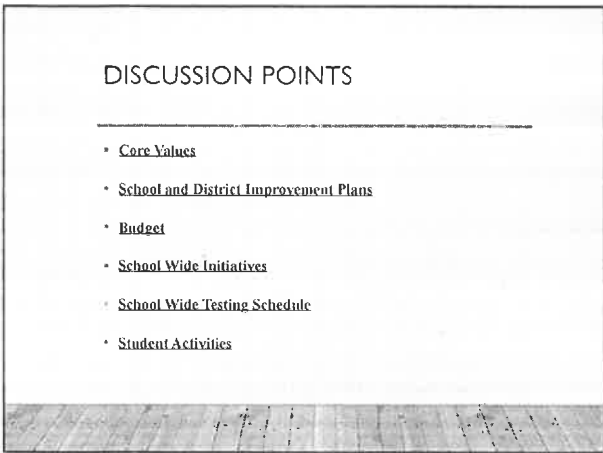 DISCUSSION POINTS
• Core Values
• School and District Improvement Plans
• Budget
• School Wide Initiatives
• School Wide Testing Schedule
• Student Activities